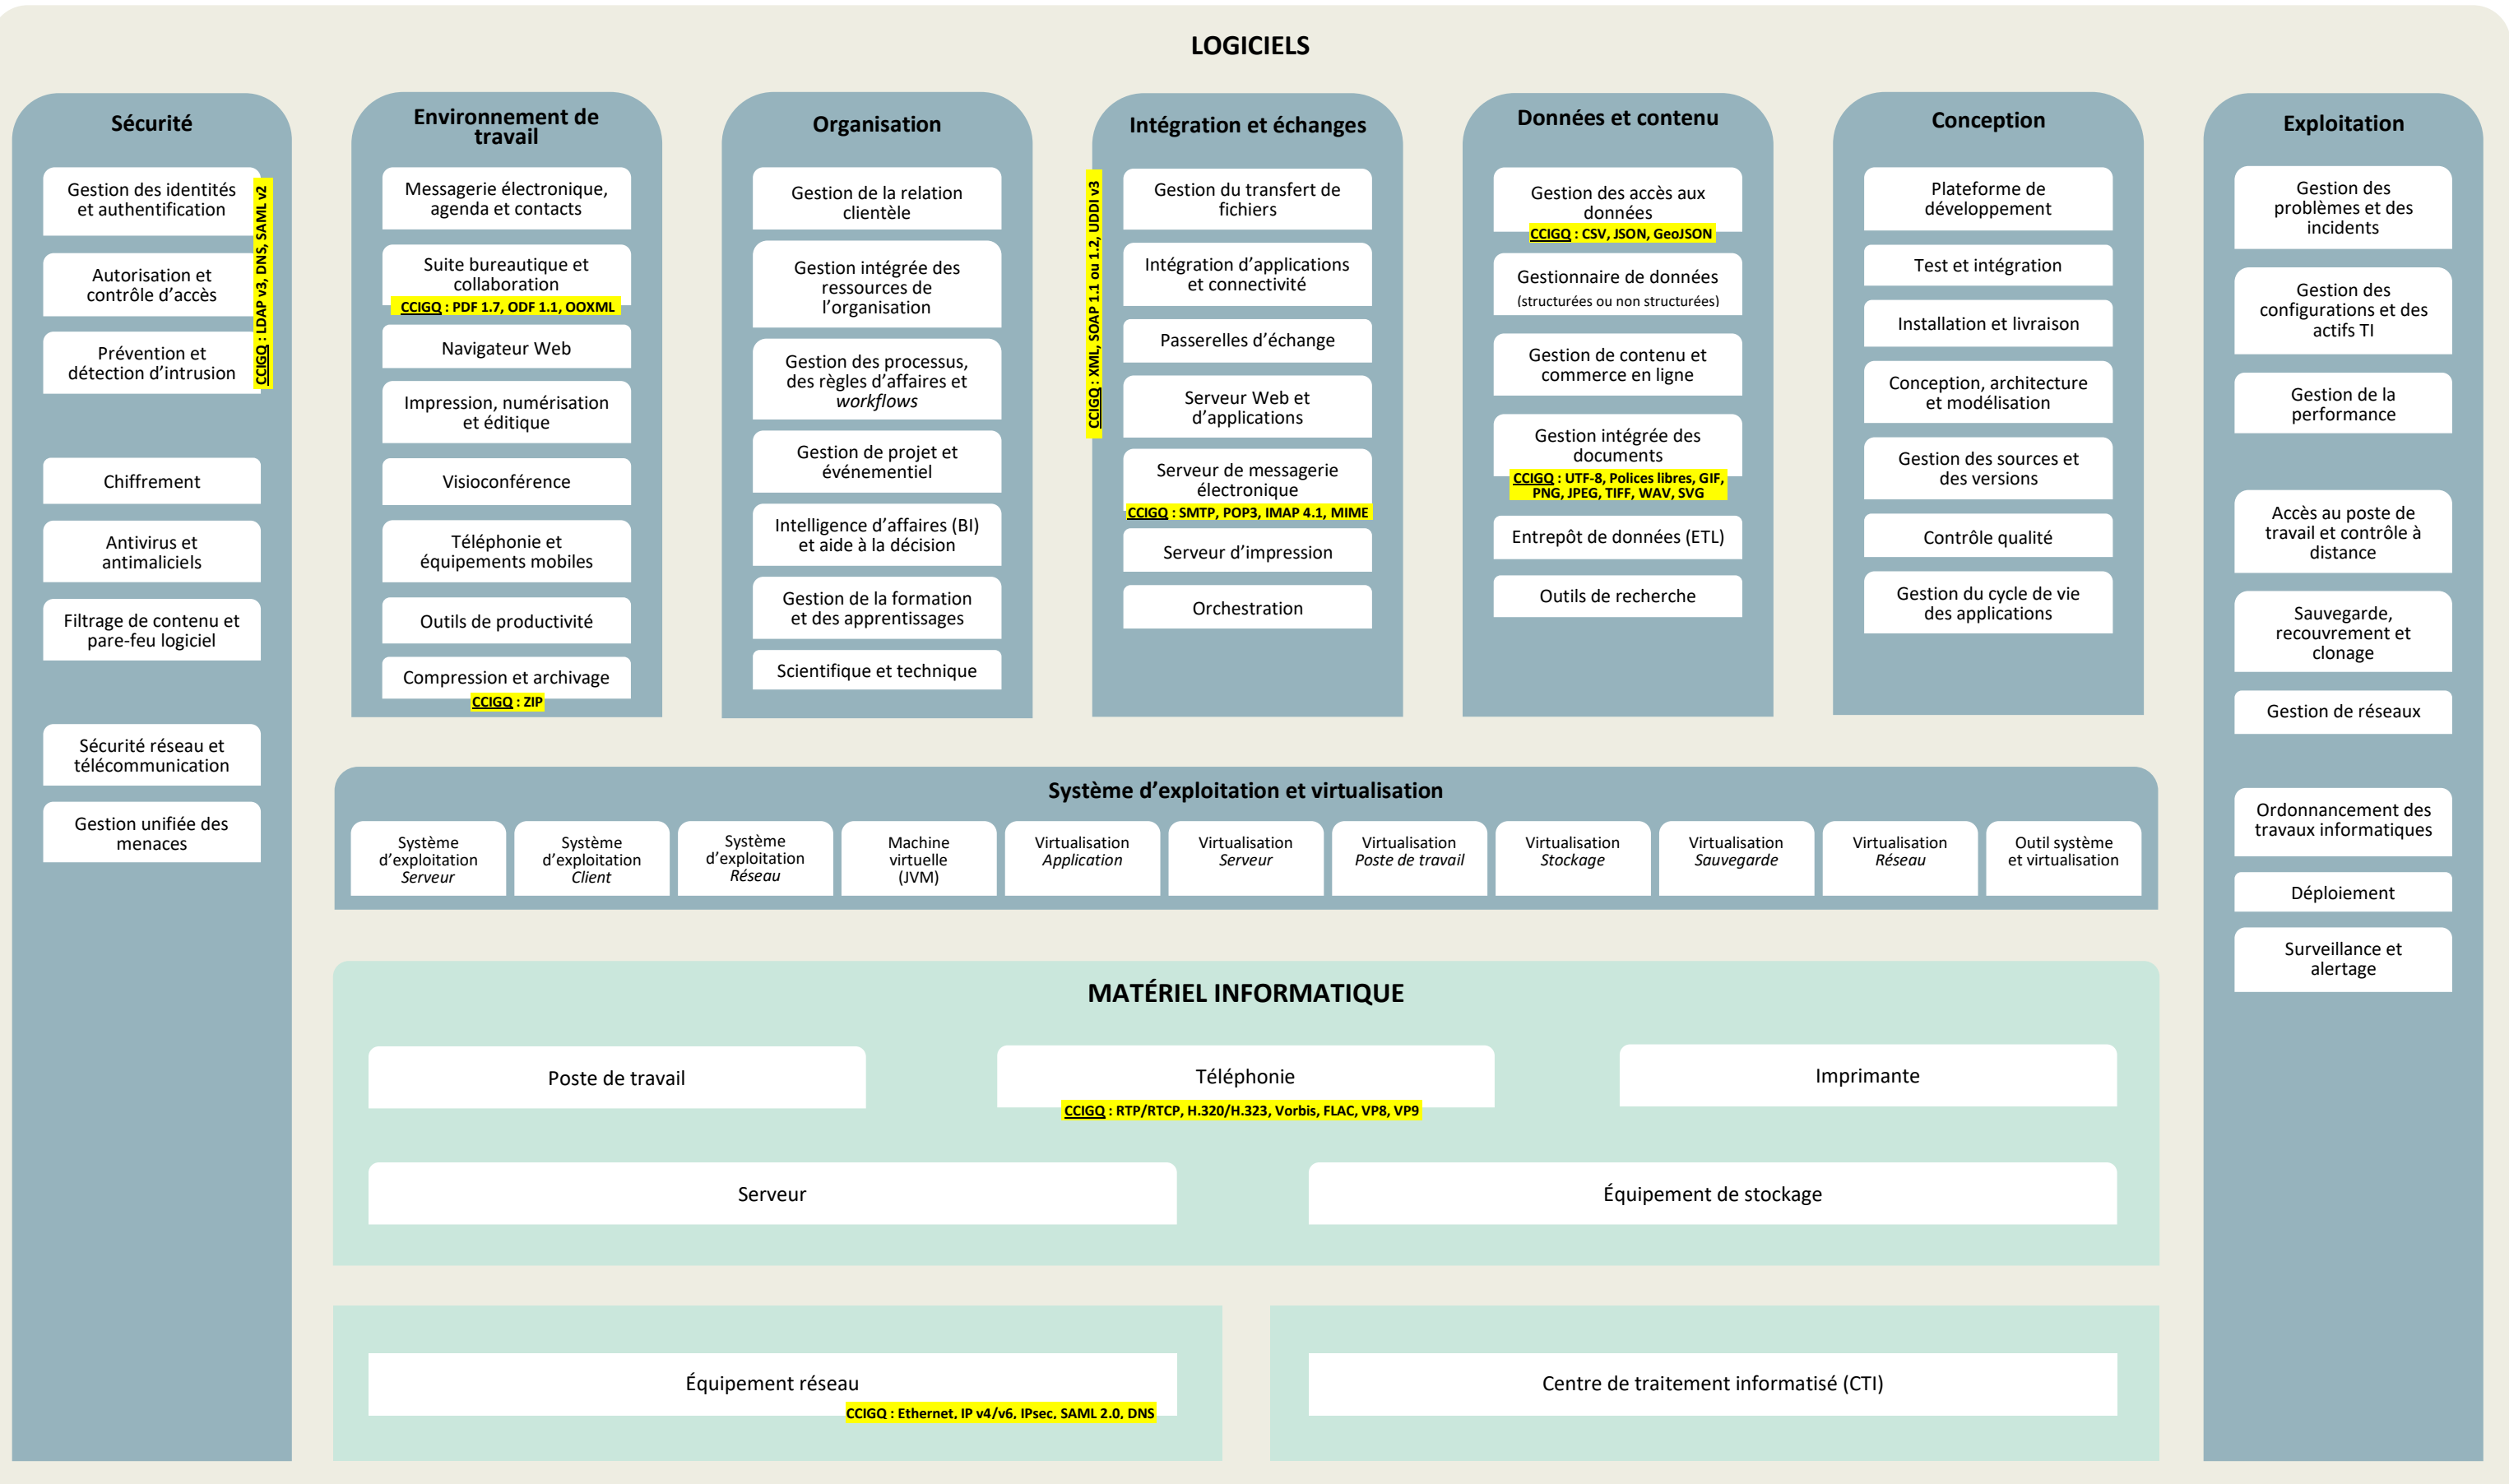 LOGICIELS
Sécurité
Gestion des identités
et authentification
Autorisation et
contrôle d’accès
Prévention et
détection d’intrusion
CCIGQ : LDAP v3, DNS, SAML v2
Chiffrement
Antivirus et
antimaliciels
Filtrage de contenu et
pare-feu logiciel
Sécurité réseau et
télécommunication
Gestion unifiée des
menaces
Environnement de
travail
Messagerie électronique,
agenda et contacts
Suite bureautique et
collaboration
CCIGQ : PDF 1.7, ODF 1.1, OOXML
Navigateur Web
Impression, numérisation
et éditique
Visioconférence
Téléphonie et
équipements mobiles
Outils de productivité
Compression et archivage
CCIGQ : ZIP
Organisation
Gestion de la relation
clientèle
Gestion intégrée des
ressources de
l’organisation
Gestion des processus,
des règles d’affaires et
workflows
Gestion de projet et
événementiel
Intelligence d’affaires (BI)
et aide à la décision
Gestion de la formation
et des apprentissages
Scientifique et technique
Intégration et échanges
CCIGQ : XML, SOAP 1.1 ou 1.2, UDDI v3
Gestion du transfert de
fichiers
Intégration d’applications
et connectivité
Passerelles d’échange
Serveur Web et
d’applications
Serveur de messagerie
électronique
CCIGQ : SMTP, POP3, IMAP 4.1, MIME
Serveur d’impression
Orchestration
Données et contenu
Gestion des accès aux
données
CCIGQ : CSV, JSON, GeoJSON
Gestionnaire de données
(structurées ou non structurées)
Gestion de contenu et
commerce en ligne
Gestion intégrée des
documents
CCIGQ : UTF-8, Polices libres, GIF,
PNG, JPEG, TIFF, WAV, SVG
Entrepôt de données (ETL)
Outils de recherche
Conception
Plateforme de
développement
Test et intégration
Installation et livraison
Conception, architecture
et modélisation
Gestion des sources et
des versions
Contrôle qualité
Gestion du cycle de vie
des applications
Exploitation
Gestion des
problèmes et des
incidents
Gestion des
configurations et des
actifs TI
Gestion de la
performance
Accès au poste de
travail et contrôle à
distance
Sauvegarde,
recouvrement et
clonage
Gestion de réseaux
Ordonnancement des
travaux informatiques
Déploiement
Surveillance et
alertage
Système d’exploitation et virtualisation
Système
d’exploitation
Serveur
Système
d’exploitation
Client
Système
d’exploitation
Réseau
Machine
virtuelle
(JVM)
Virtualisation
Application
Virtualisation
Serveur
Virtualisation
Poste de travail
Virtualisation
Stockage
Virtualisation
Sauvegarde
Virtualisation
Réseau
Outil système
et virtualisation
MATÉRIEL INFORMATIQUE
Poste de travail
Téléphonie
CCIGQ : RTP/RTCP, H.320/H.323, Vorbis, FLAC, VP8, VP9
Imprimante
Serveur
Équipement de stockage
Équipement réseau
CCIGQ : Ethernet, IP v4/v6, IPsec, SAML 2.0, DNS
Centre de traitement informatisé (CTI)